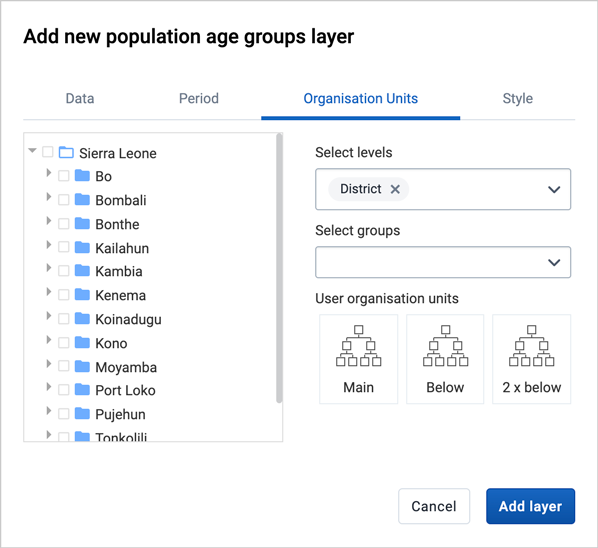 Add new population age groups layer
Data Period Organisation Units Style
Sierra Leone
Bo
Bombali
Bonthe
Kailahun
Kambia
Kenema
Koinadugu
Kono
Moyamba
Port Loko
Pujehun
Tonkolili
Select levels
District
Select groups
User organisation units
Main Below 2 x below
Cancel Add layer